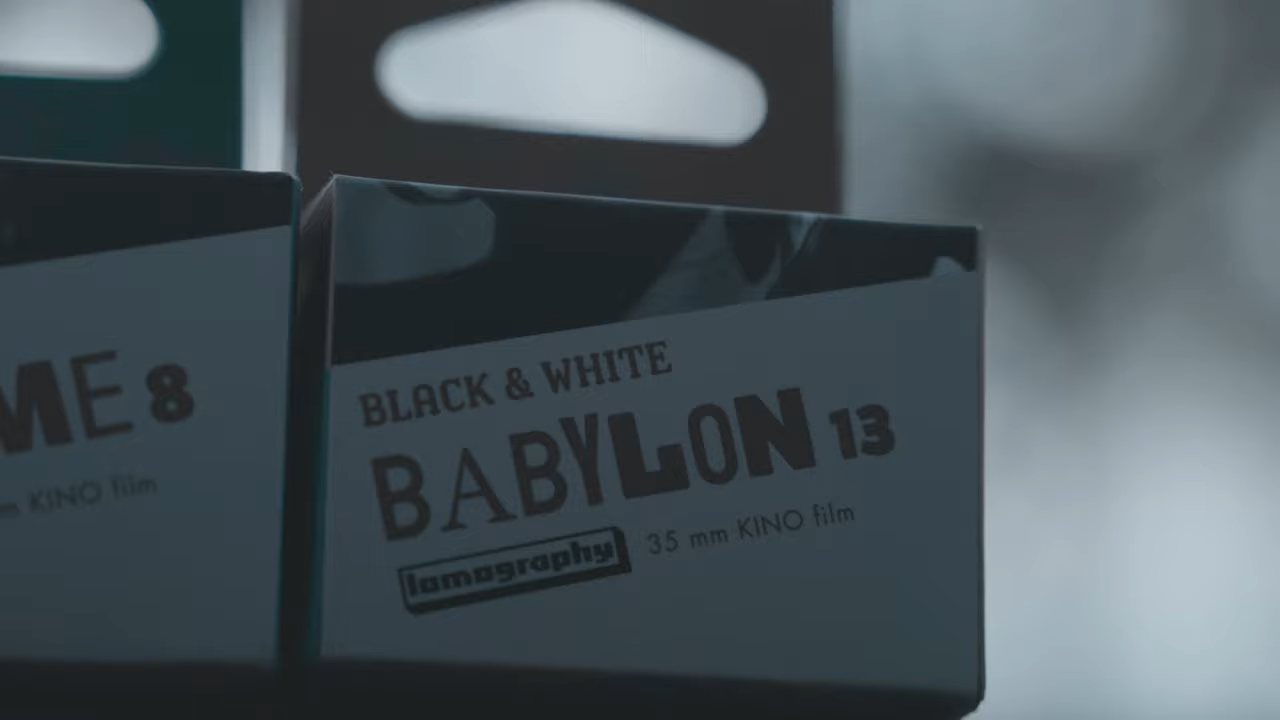 ME 8
KINO film
BLACK & WHITE
BABYLON 13
lomography
35 mm KINO film